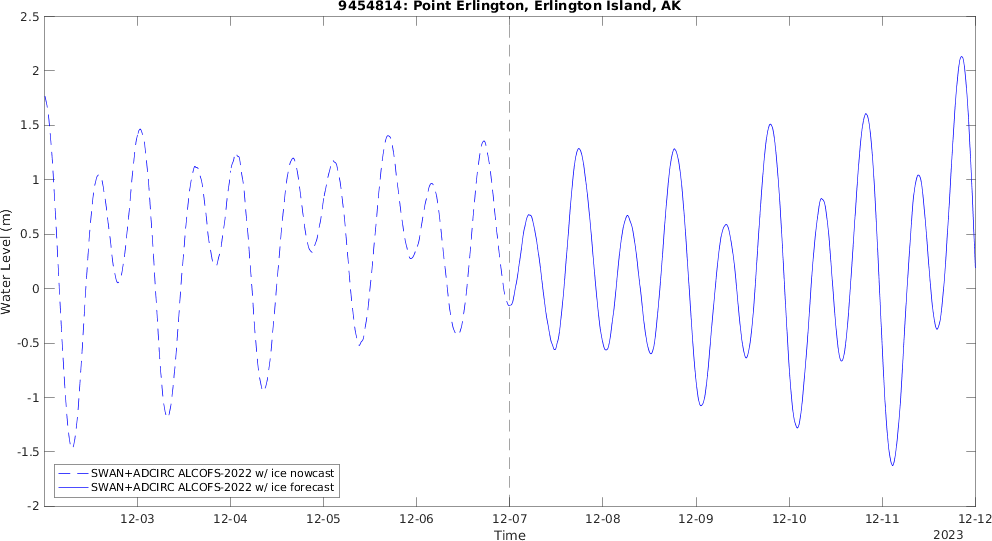 9454814: Point Erlington, Erlington Island, AK
2.5
2
1.5
1
0.5
0
-0.5
-1
-1.5
-2
Water Level (m)
SWAN+ADCIRC ALCOFS-2022 w/ ice nowcast
SWAN+ADCIRC ALCOFS-2022 w/ ice forecast
12-03 12-04 12-05 12-06 12-07 12-08 12-09 12-10 12-11 12-12
Time
2023